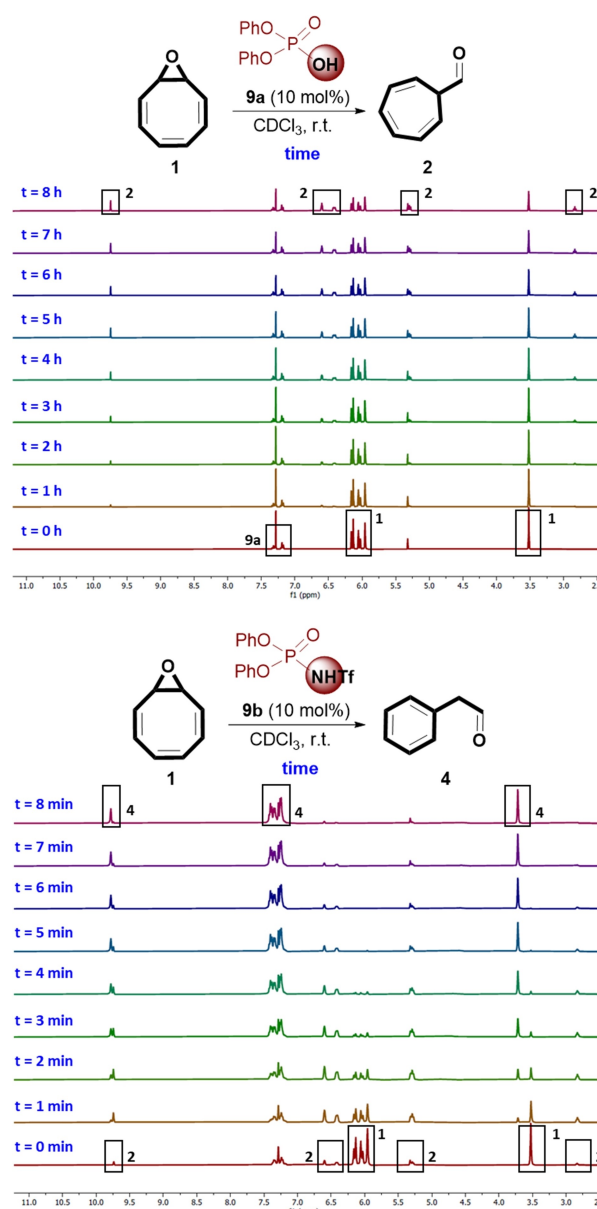 PhO
O
O
P
PhO
OH
O
9a (10 mol%)
CDCl3, r.t.
time
1
2
t = 8 h
2
2
2
2
t = 7 h
t = 6 h
t = 5 h
t = 4 h
t = 3 h
t = 2 h
t = 1 h
t = 0 h
9a
1
1
11.0 10.5 10.0 9.5 9.0 8.5 8.0 7.5 7.0 6.5 6.0 5.5 5.0 4.5 4.0 3.5 3.0 2.5
f1 (ppm)
PhO
O
O
P
PhO
NHTf
9b (10 mol%)
CDCl3, r.t.
O
time
1
4
t = 8 min
4
4
4
t = 7 min
t = 6 min
t = 5 min
t = 4 min
t = 3 min
t = 2 min
t = 1 min
t = 0 min
2
2
1
2
1
11.0 10.5 10.0 9.5 9.0 8.5 8.0 7.5 7.0 6.5 6.0 5.5 5.0 4.5 4.0 3.5 3.0 2.5